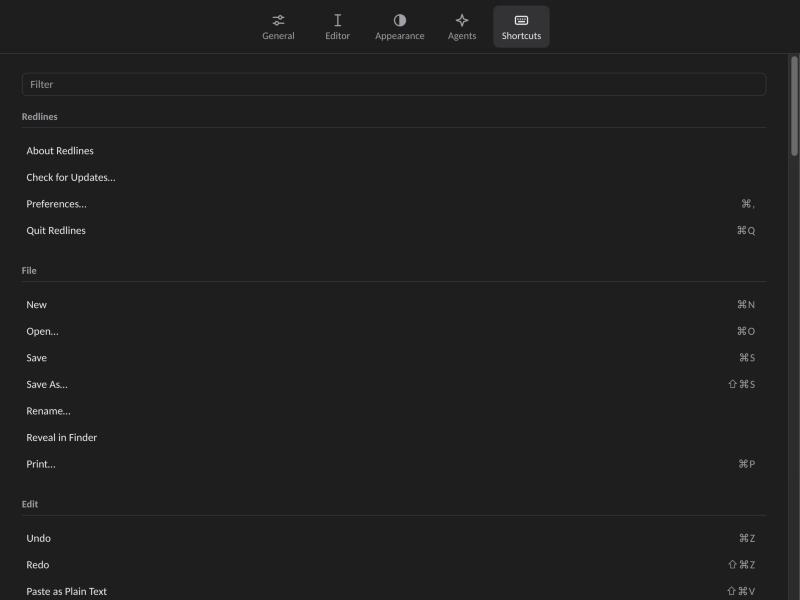 General Editor Appearance Agents Shortcuts
Filter
Redlines
About Redlines
Check for Updates...
Preferences... ⌘,
Quit Redlines ⌘Q
File
New ⌘N
Open... ⌘O
Save ⌘S
Save As... ⇧⌘S
Rename...
Reveal in Finder
Print... ⌘P
Edit
Undo ⌘Z
Redo ⇧⌘Z
Paste as Plain Text ⇧⌘V